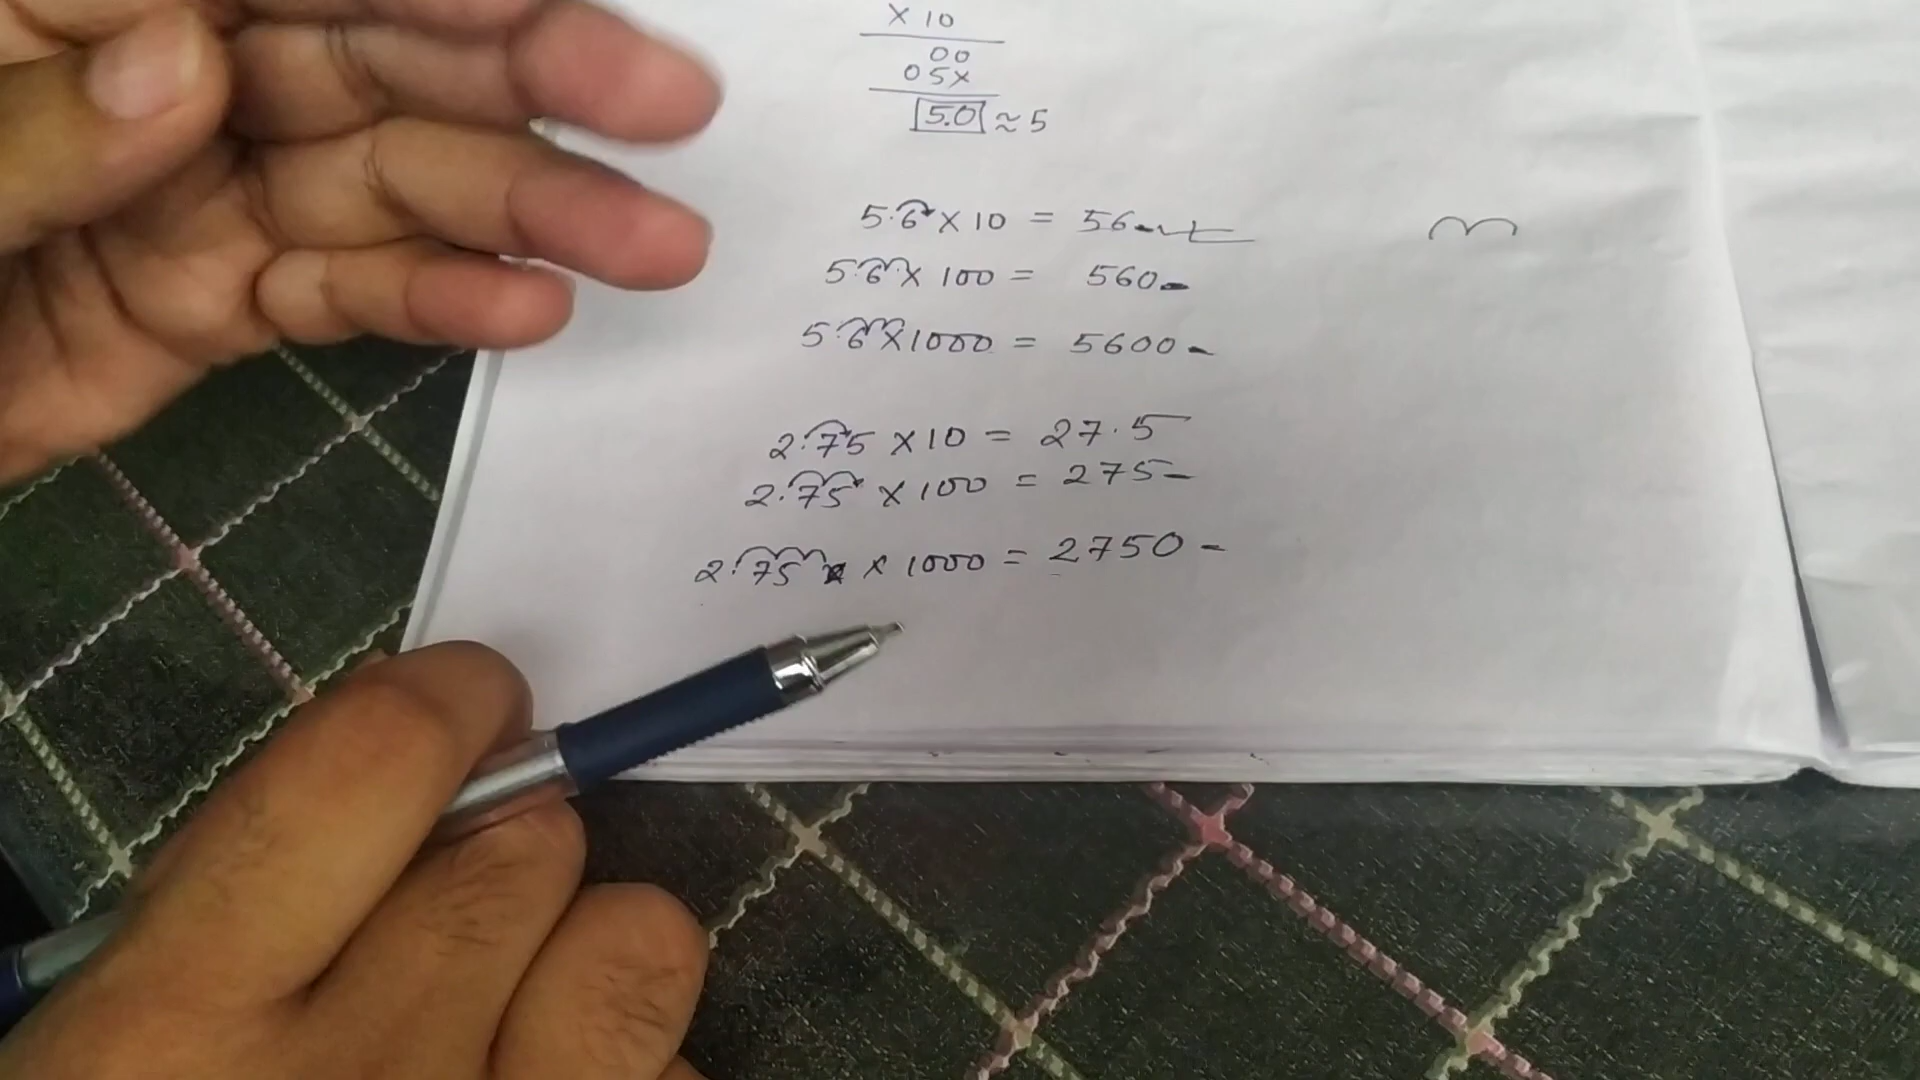 × 10
00
05×
5.0 ≈ 5
5.6 × 10 = 56
5.6 × 100 = 560
5.6 × 1000 = 5600
2.75 × 10 = 27.5
2.75 × 100 = 275
2.75 × 1000 = 2750